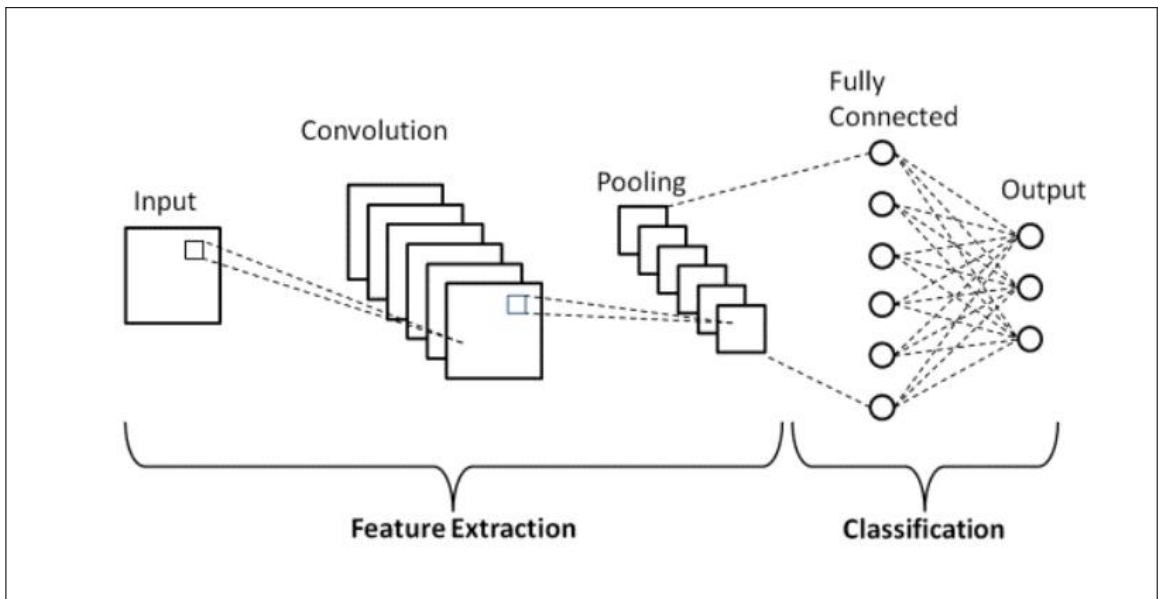 Input
Convolution
Pooling
Fully
Connected
Output
Feature Extraction
Classification